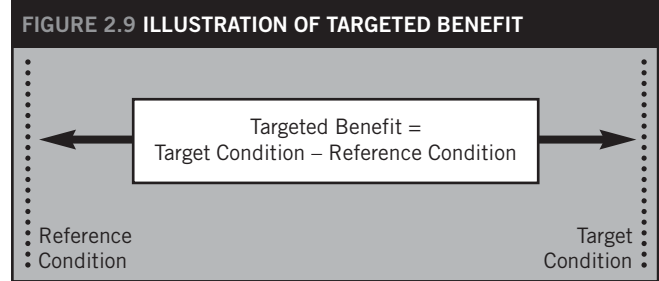 FIGURE 2.9 ILLUSTRATION OF TARGETED BENEFIT
Targeted Benefit =
Target Condition – Reference Condition
Reference
Condition
Target
Condition